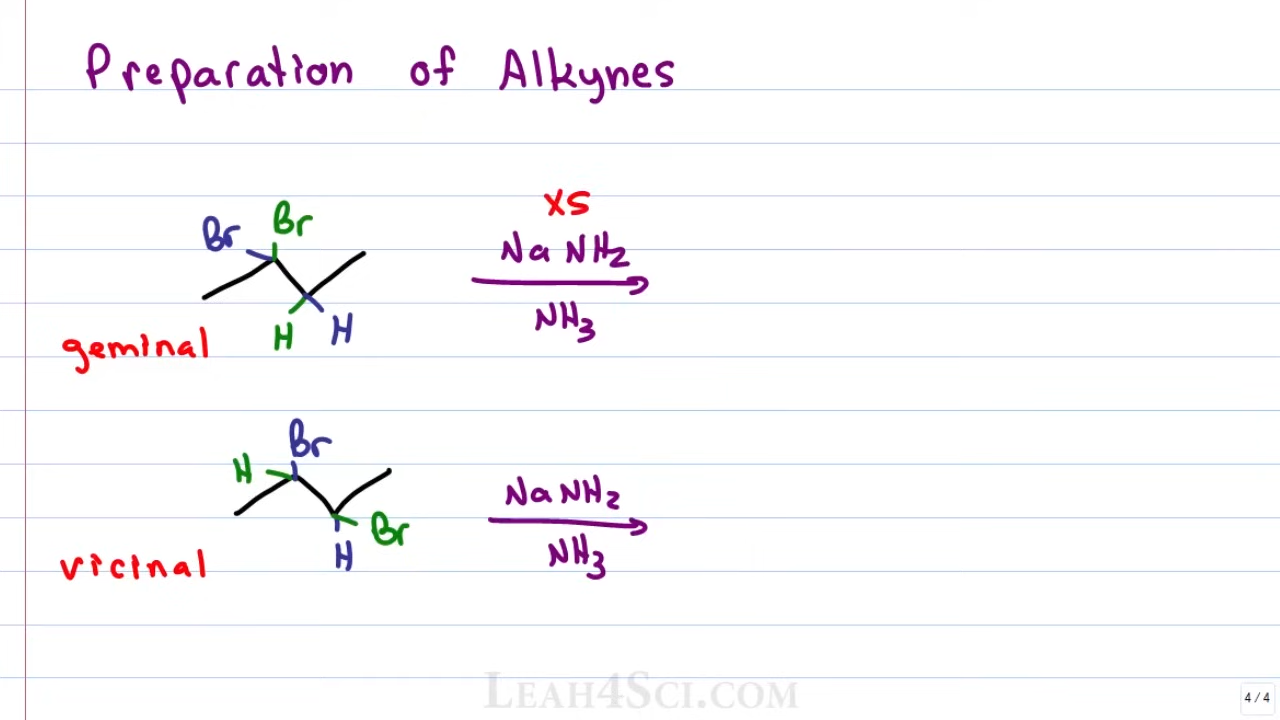 Preparation of Alkynes
Br Br
H H
geminal
xs
NaNH2
NH3
H Br
Br
H
vicinal
NaNH2
NH3
LEAH4SCI.COM
4 / 4